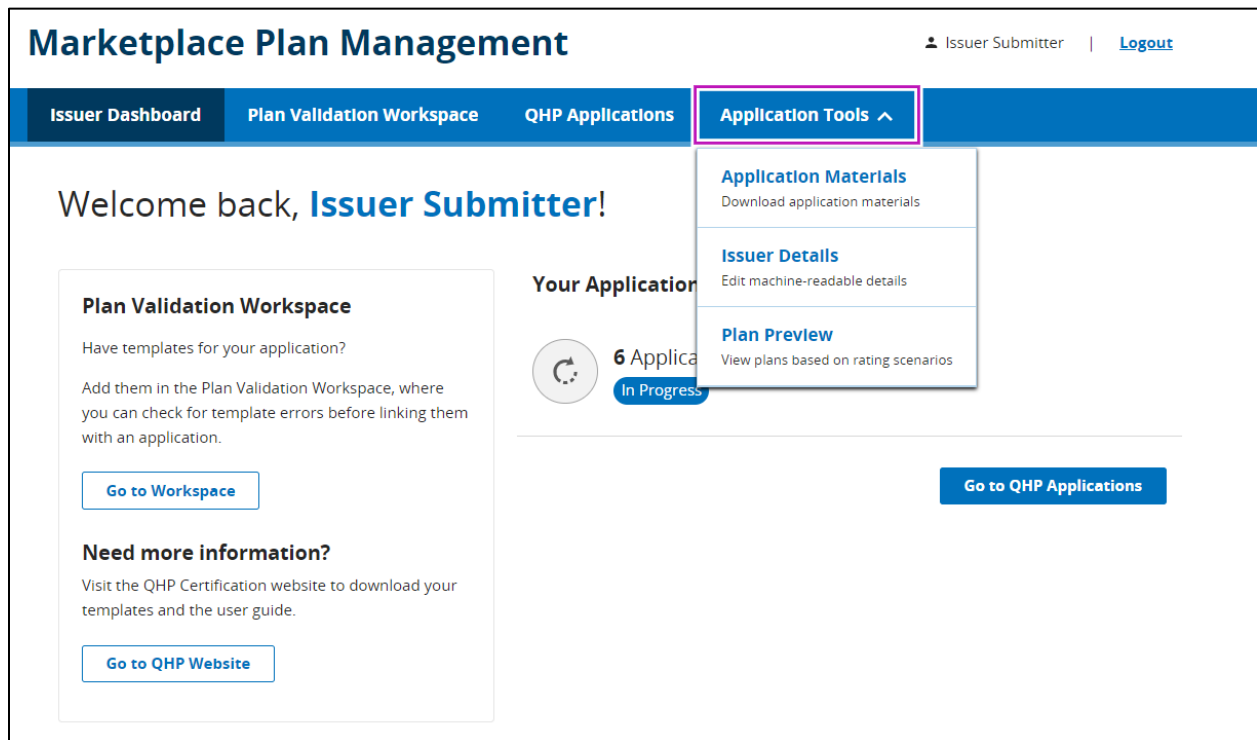 Marketplace Plan Management
Issuer Submitter | Logout
Issuer Dashboard
Plan Validation Workspace
QHP Applications
Application Tools
Application Materials
Download application materials
Issuer Details
Edit machine-readable details
Plan Preview
View plans based on rating scenarios
Welcome back, Issuer Submitter!
Plan Validation Workspace
Have templates for your application?
Add them in the Plan Validation Workspace, where
you can check for template errors before linking them
with an application.
Go to Workspace
Need more information?
Visit the QHP Certification website to download your
templates and the user guide.
Go to QHP Website
Your Application
6 Applica
In Progress
Go to QHP Applications